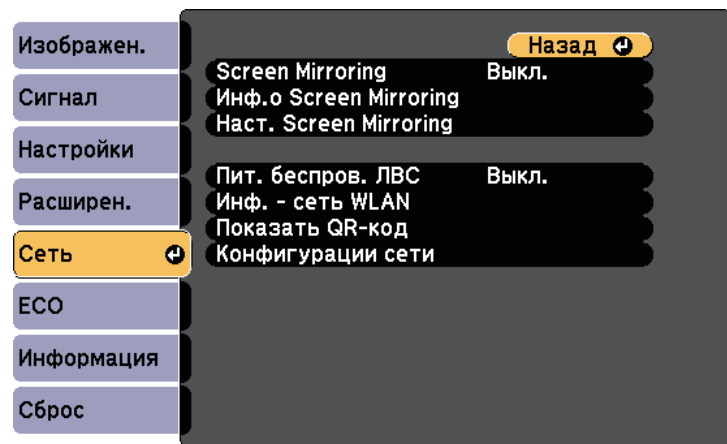 Изображен.
Сигнал
Настройки
Расширен.
Сеть
ECO
Информация
Сброс
Назад
Screen Mirroring Выкл.
Инф.о Screen Mirroring
Наст. Screen Mirroring
Пит. беспров. ЛВС Выкл.
Инф. - сеть WLAN
Показать QR-код
Конфигурации сети